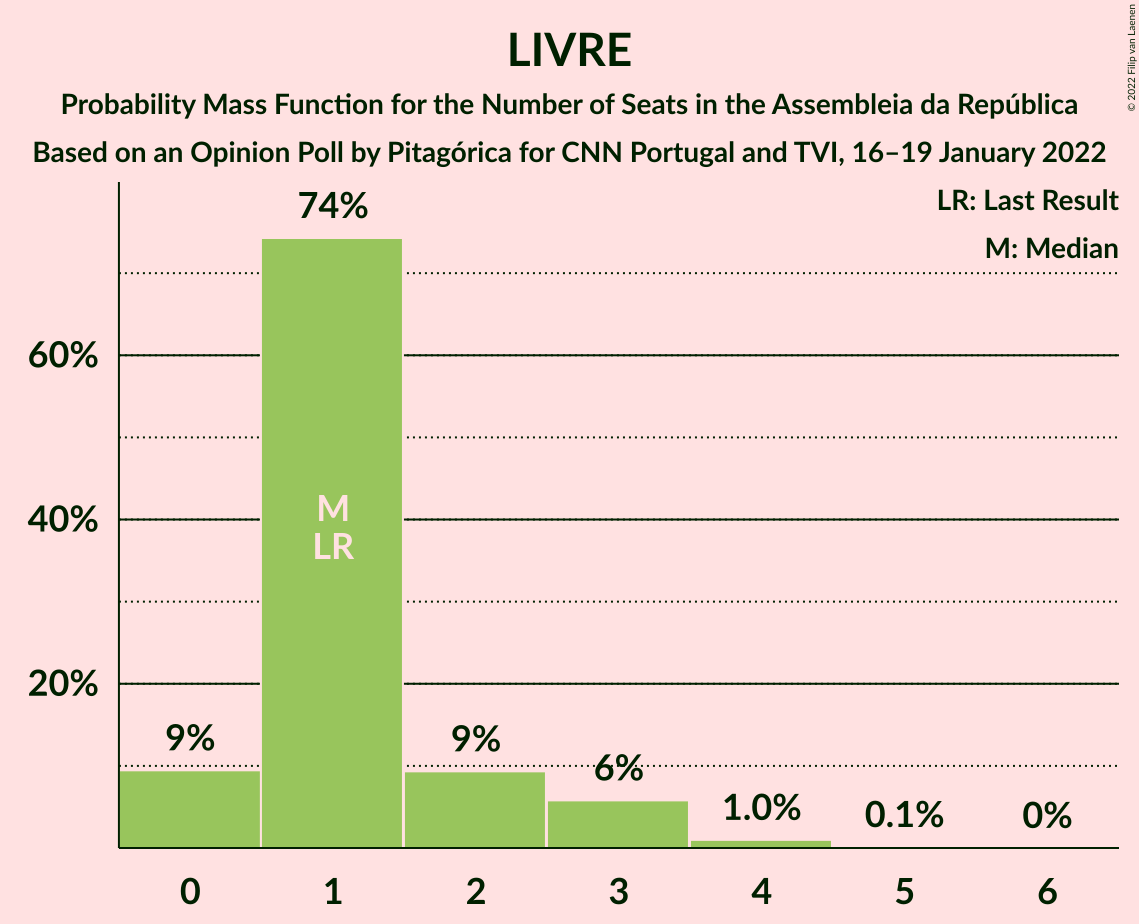 LIVRE
Probability Mass Function for the Number of Seats in the Assembleia da República
Based on an Opinion Poll by Pitagórica for CNN Portugal and TVI, 16–19 January 2022
© 2022 Filip van Laenen
LR: Last Result
M: Median
74%
60%
40%
20%
M
LR
9%
9%
6%
1.0%
0.1%
0%
0 1 2 3 4 5 6